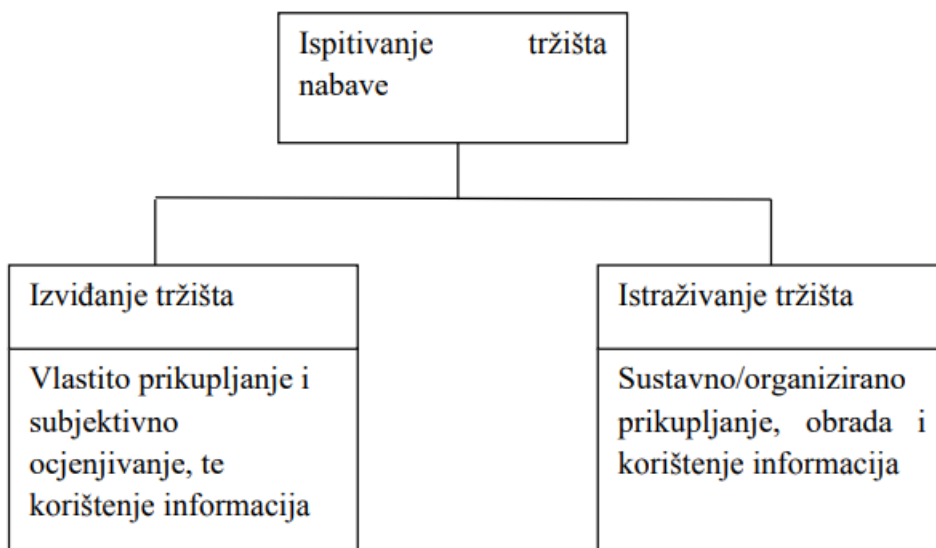 Ispitivanje tržišta
nabave
Izviđanje tržišta
Vlastito prikupljanje i
subjektivno
ocjenjivanje, te
korištenje informacija
Istraživanje tržišta
Sustavno/organizirano
prikupljanje, obrada i
korištenje informacija